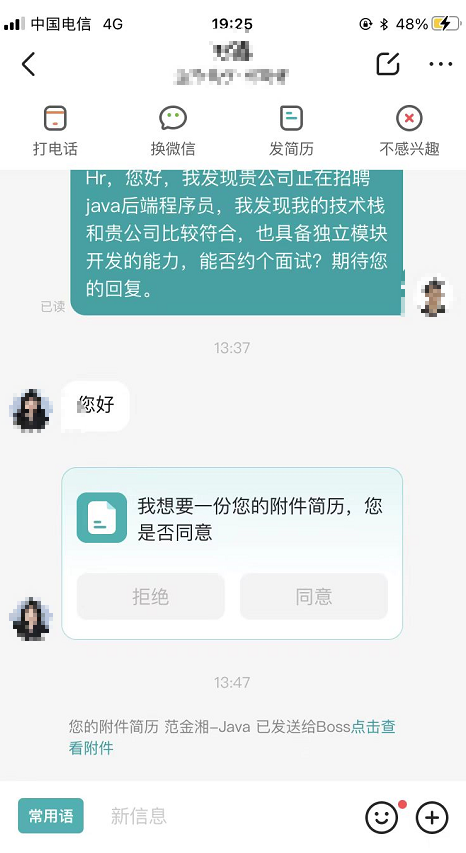 中国电信 4G 19:25 48%
打电话 换微信 发简历 不感兴趣
Hr，您好，我发现贵公司正在招聘
java后端程序员，我发现我的技术栈
和贵公司比较符合，也具备独立模块
开发的能力，能否约个面试？期待您
的回复。
已读
13:37
您好
我想要一份您的附件简历，您
是否同意
拒绝 同意
13:47
您的附件简历 范金湘-Java 已发送给Boss点击查
看附件
常用语 新信息